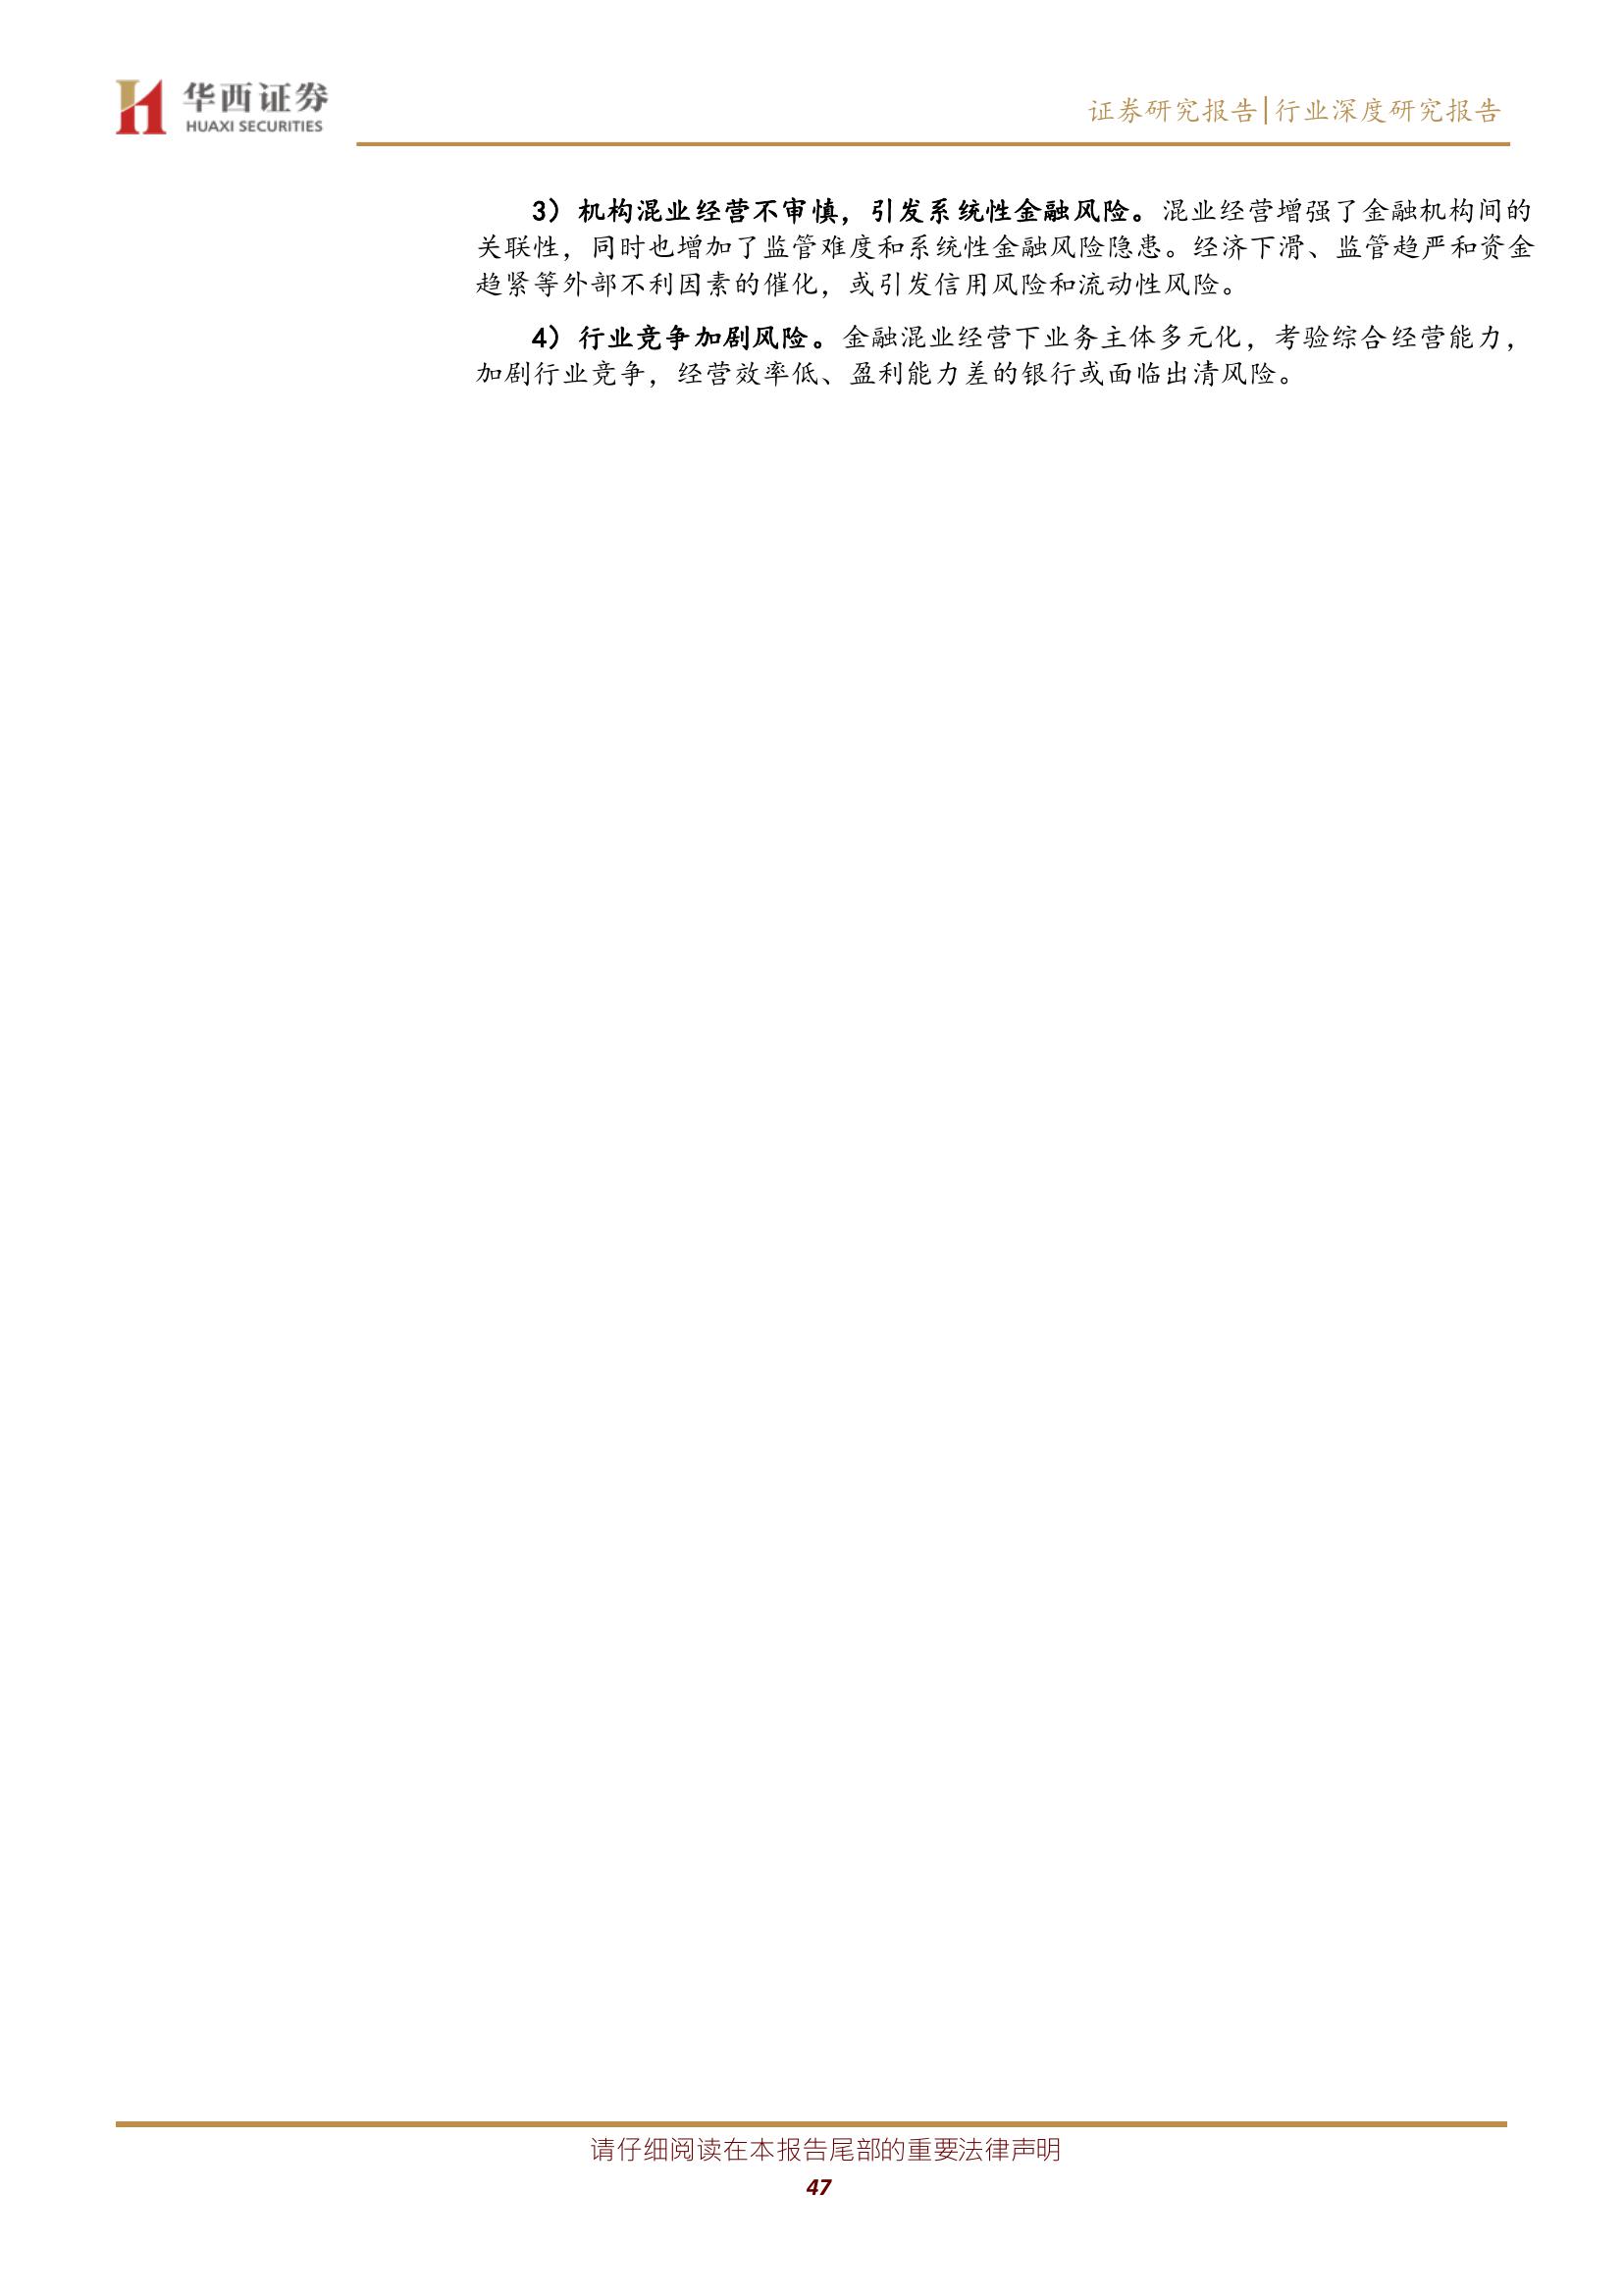 华西证券
HUAXI SECURITIES
证券研究报告|行业深度研究报告
3）机构混业经营不审慎，引发系统性金融风险。混业经营增强了金融机构间的
关联性，同时也增加了监管难度和系统性金融风险隐患。经济下滑、监管趋严和资金
趋紧等外部不利因素的催化，或引发信用风险和流动性风险。
4）行业竞争加剧风险。金融混业经营下业务主体多元化，考验综合经营能力，
加剧行业竞争，经营效率低、盈利能力差的银行或面临出清风险。
请仔细阅读在本报告尾部的重要法律声明
47